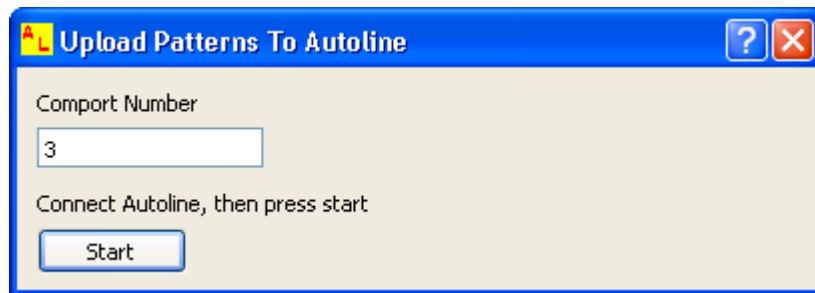 AL Upload Patterns To Autoline ?
Comport Number
3
Connect Autoline, then press start
Start